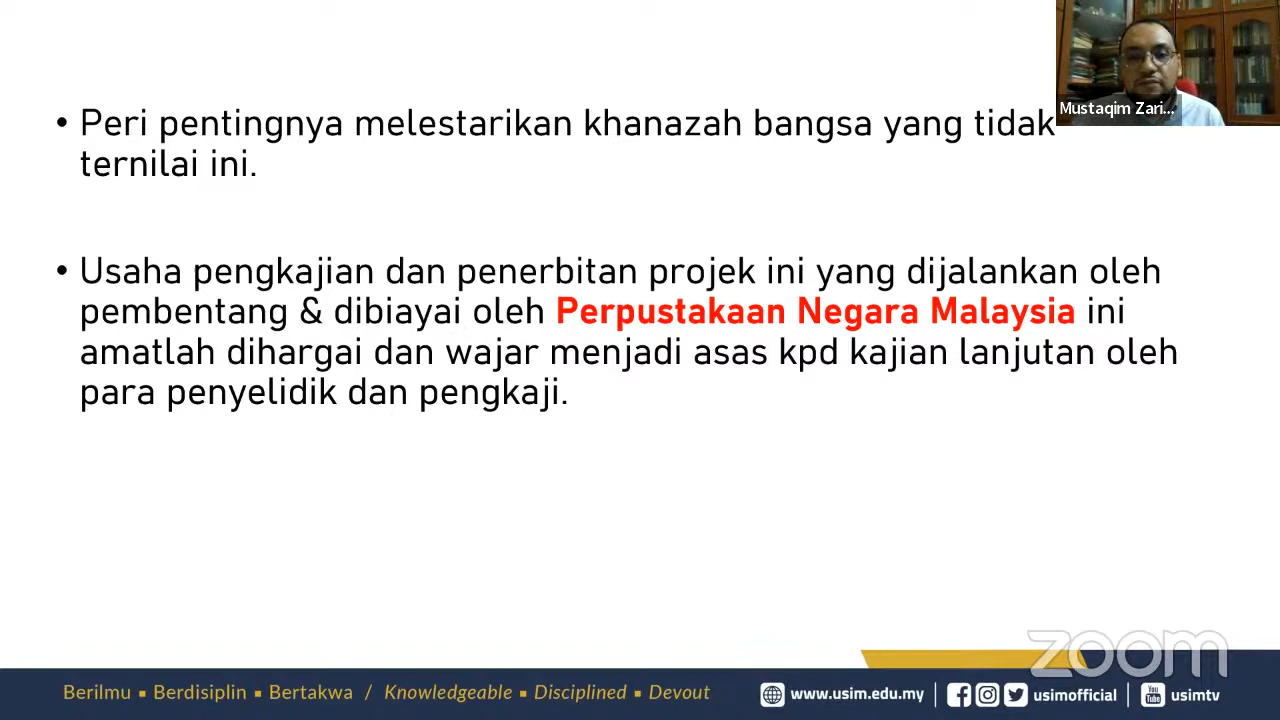 Mustaqim Zari...
• Peri pentingnya melestarikan khanazah bangsa yang tidak
ternilai ini.
• Usaha pengkajian dan penerbitan projek ini yang dijalankan oleh
pembentang & dibiayai oleh Perpustakaan Negara Malaysia ini
amatlah dihargai dan wajar menjadi asas kpd kajian lanjutan oleh
para penyelidik dan pengkaji.
zoom
Berilmu ▪ Berdisiplin ▪ Bertakwa / Knowledgeable ▪ Disciplined ▪ Devout
www.usim.edu.my | usimofficial | You Tube usimtv